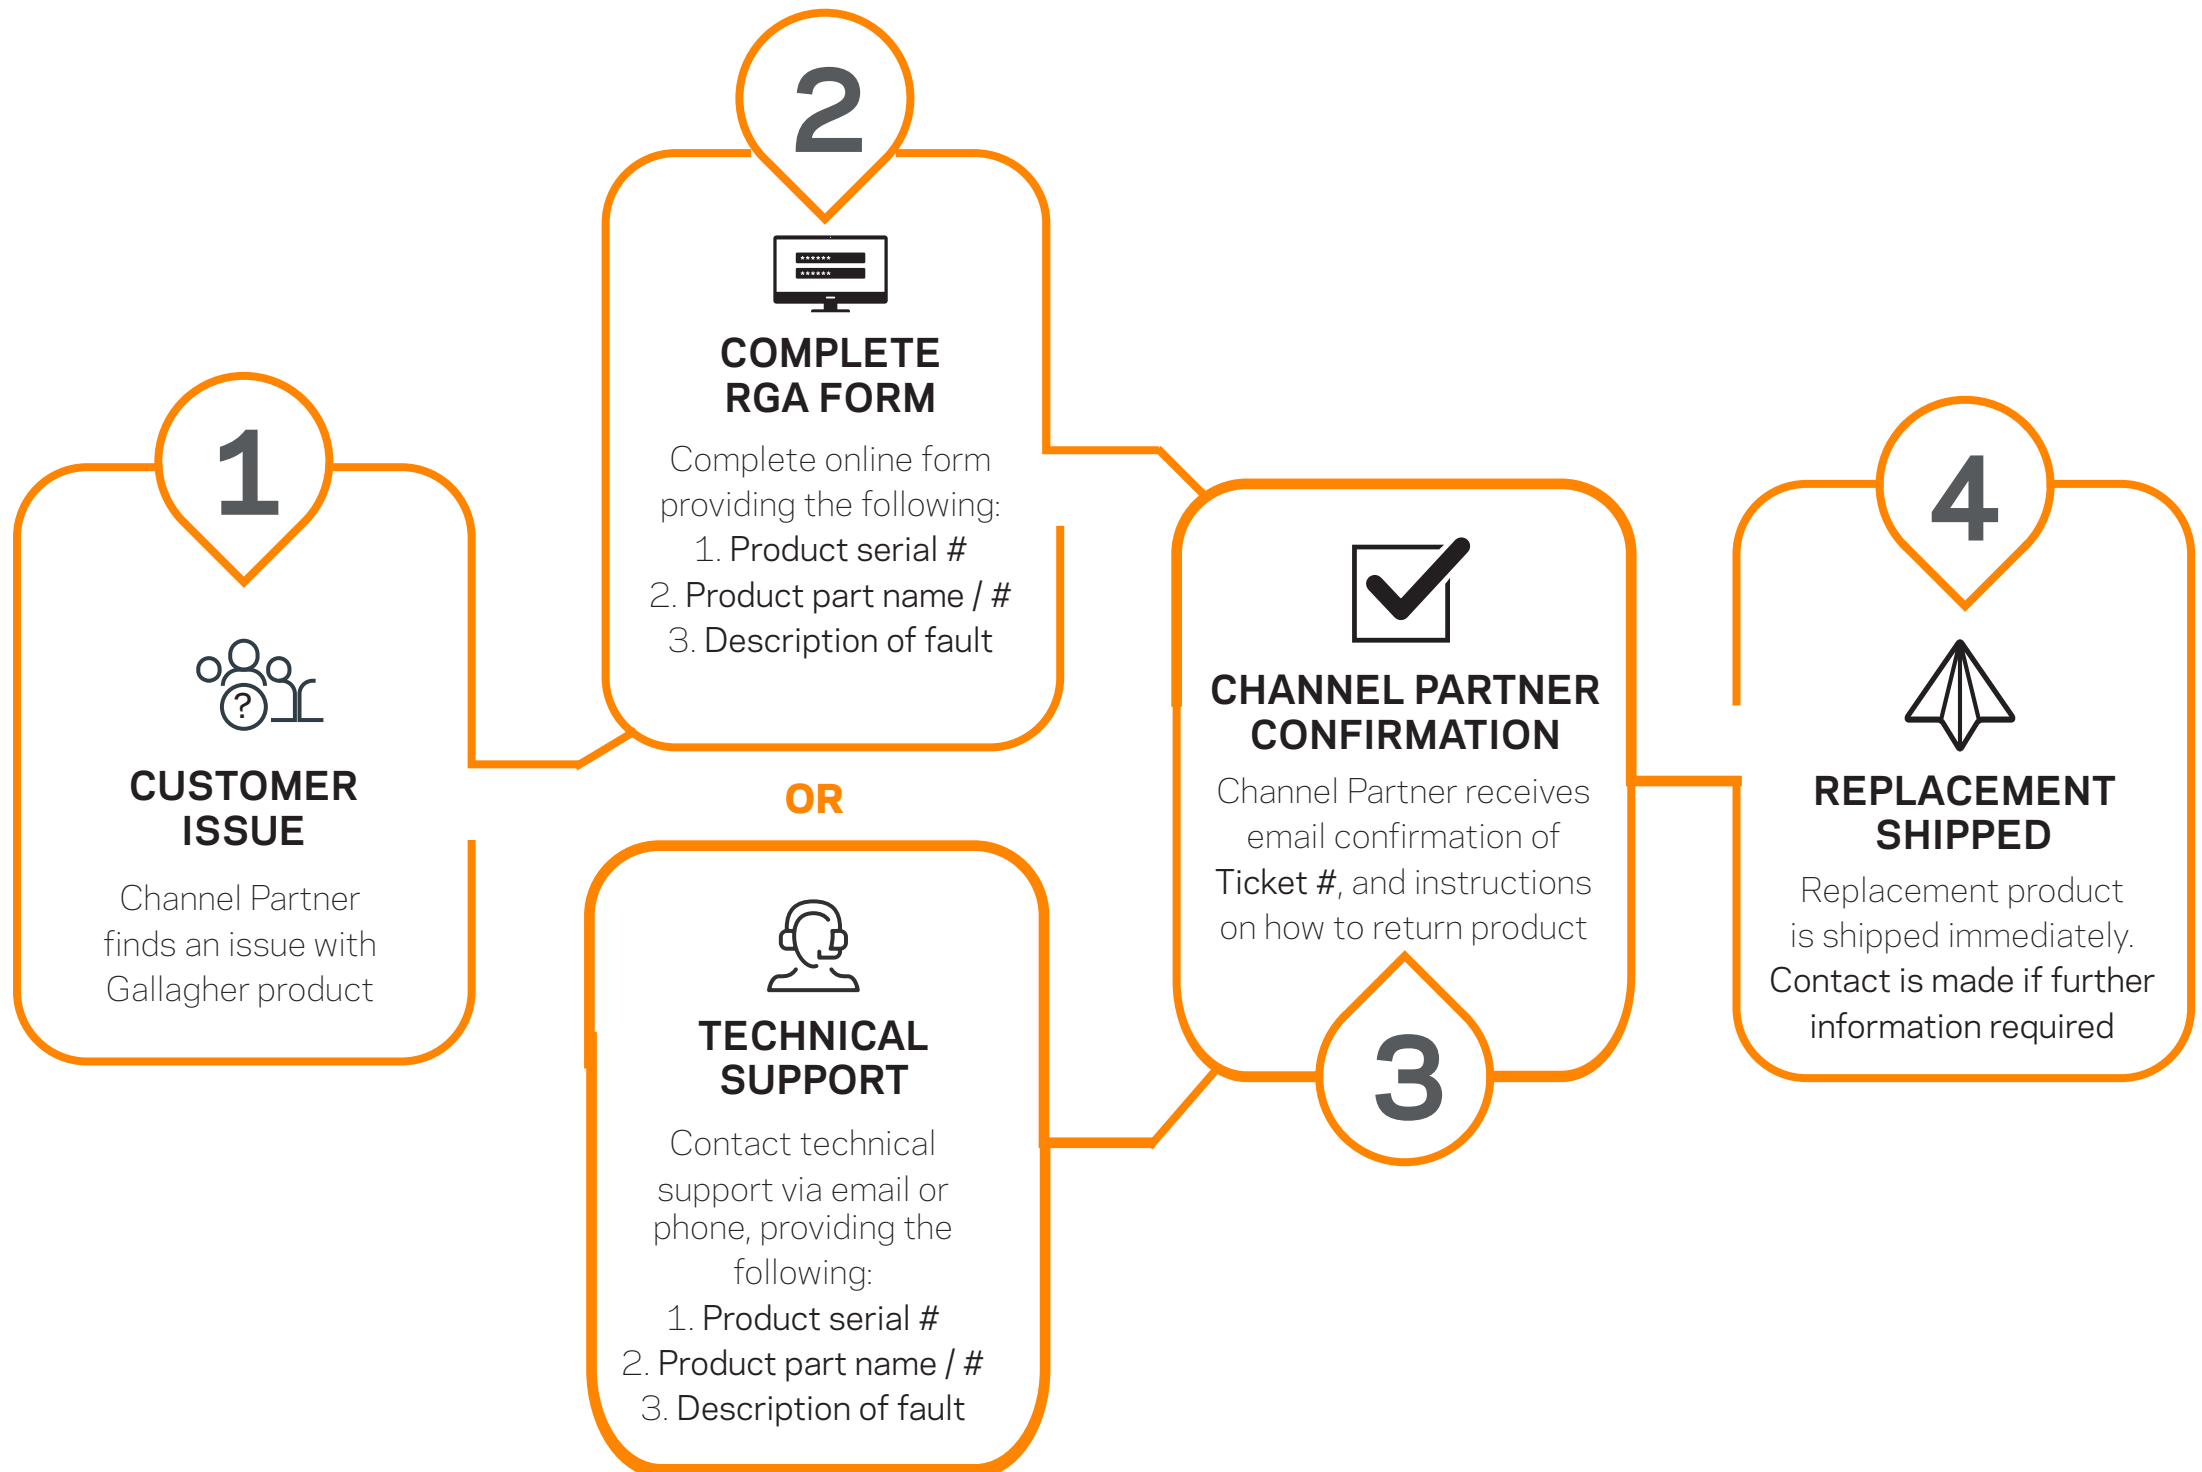 1
CUSTOMER
ISSUE
Channel Partner
finds an issue with
Gallagher product
?
2
******
******
COMPLETE
RGA FORM
Complete online form
providing the following:
1. Product serial #
2. Product part name / #
3. Description of fault
OR
TECHNICAL
SUPPORT
Contact technical
support via email or
phone, providing the
following:
1. Product serial #
2. Product part name / #
3. Description of fault
CHANNEL PARTNER
CONFIRMATION
Channel Partner receives
email confirmation of
Ticket #, and instructions
on how to return product
3
4
REPLACEMENT
SHIPPED
Replacement product
is shipped immediately.
Contact is made if further
information required